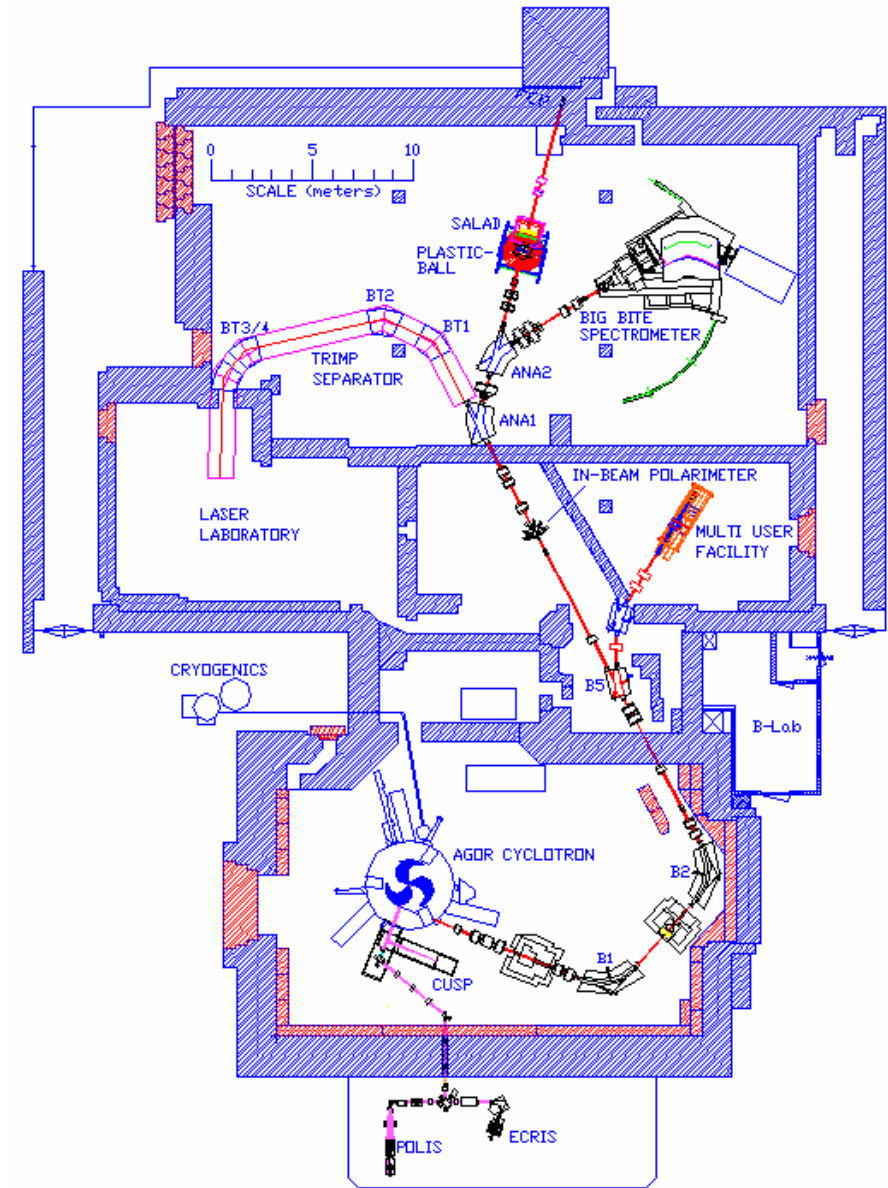 0 5 10
SCALE (meters)
SALAD
PLASTIC-
BALL
BT2
BT3/4
BT1
BIG BITE
SPECTROMETER
TRIMP
SEPARATOR
ANA2
ANA1
IN-BEAM POLARIMETER
LASER
LABORATORY
MULTI USER
FACILITY
CRYOGENICS
B5
B-Lab
AGOR CYCLOTRON
B2
B1
CUSP
POLIS
ECRIS